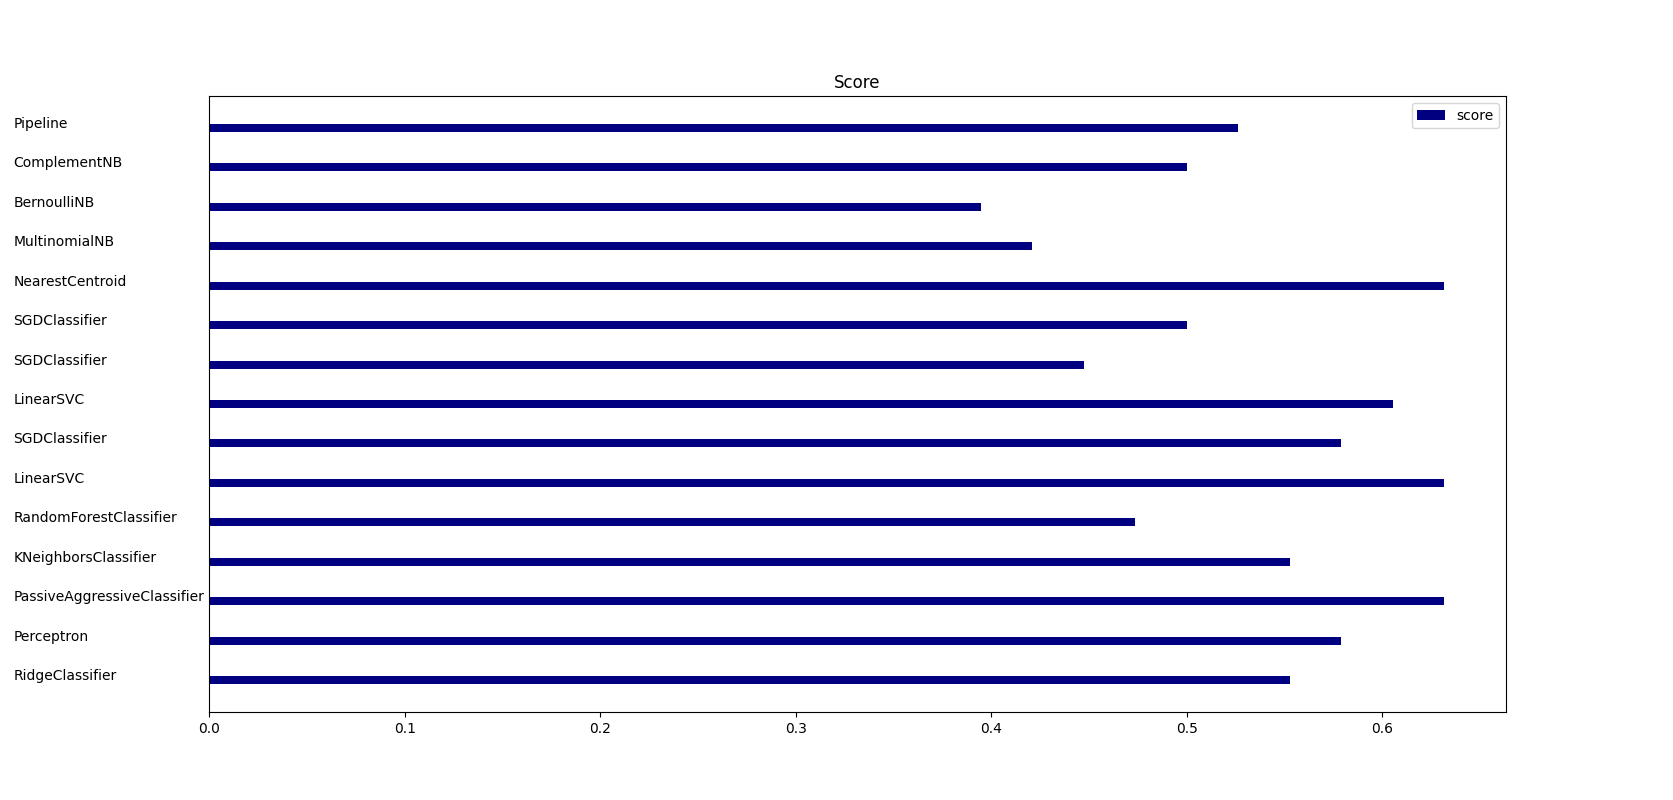 Score
score
Pipeline
ComplementNB
BernoulliNB
MultinomialNB
NearestCentroid
SGDClassifier
SGDClassifier
LinearSVC
SGDClassifier
LinearSVC
RandomForestClassifier
KNeighborsClassifier
PassiveAggressiveClassifier
Perceptron
RidgeClassifier
0.0 0.1 0.2 0.3 0.4 0.5 0.6